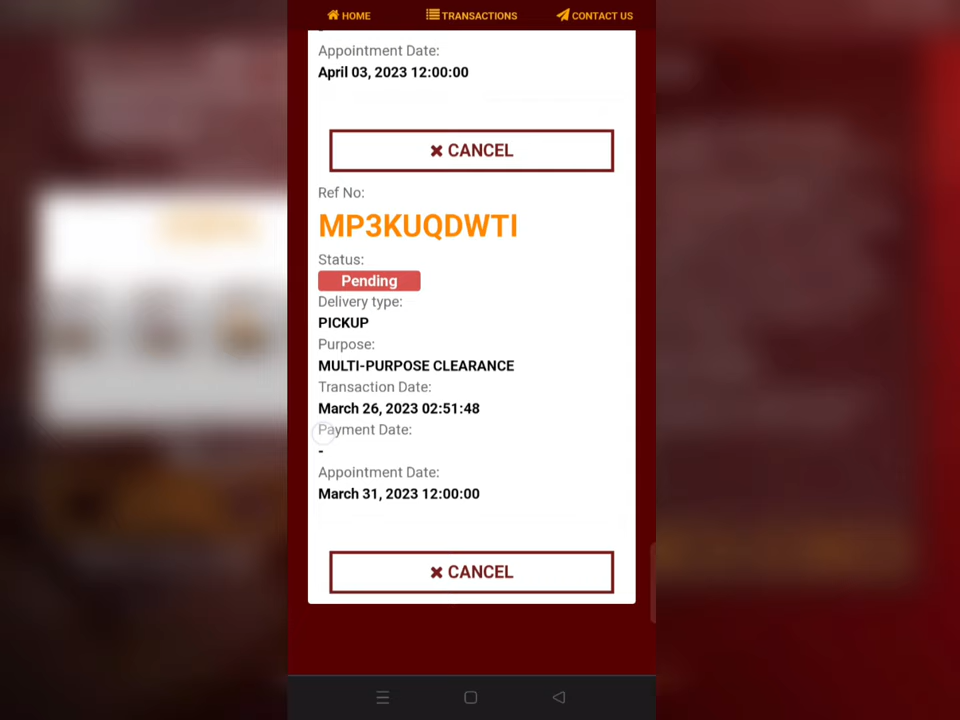 HOME TRANSACTIONS CONTACT US
Appointment Date:
April 03, 2023 12:00:00
CANCEL
Ref No:
MP3KUQDWTI
Status:
Pending
Delivery type:
PICKUP
Purpose:
MULTI-PURPOSE CLEARANCE
Transaction Date:
March 26, 2023 02:51:48
Payment Date:
-
Appointment Date:
March 31, 2023 12:00:00
CANCEL